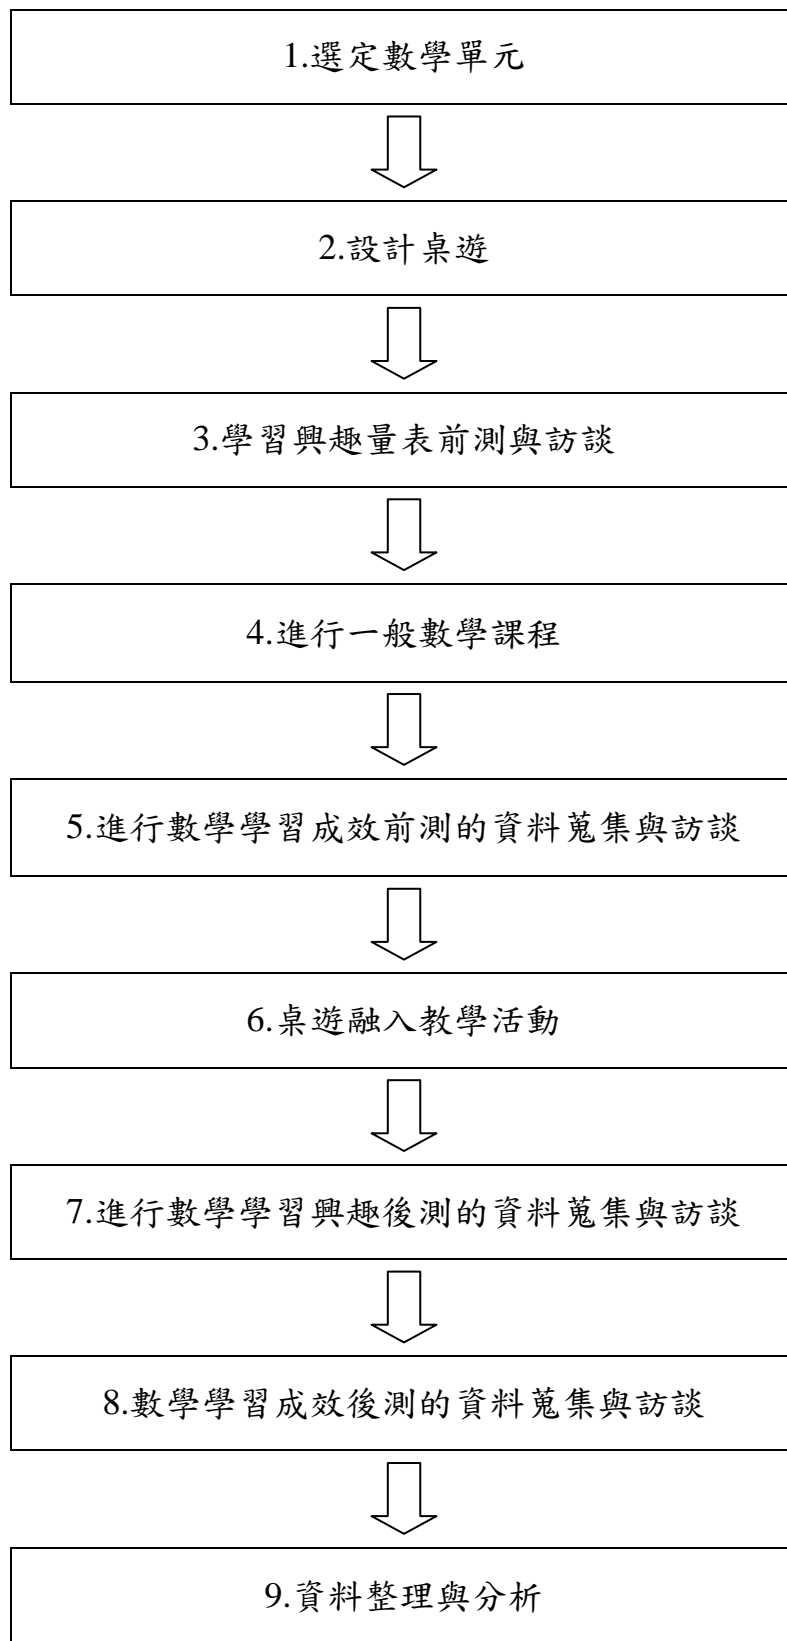 1.選定數學單元
2.設計桌遊
3.學習興趣量表前測與訪談
4.進行一般數學課程
5.進行數學學習成效前測的資料蒐集與訪談
6.桌遊融入教學活動
7.進行數學學習興趣後測的資料蒐集與訪談
8.數學學習成效後測的資料蒐集與訪談
9.資料整理與分析